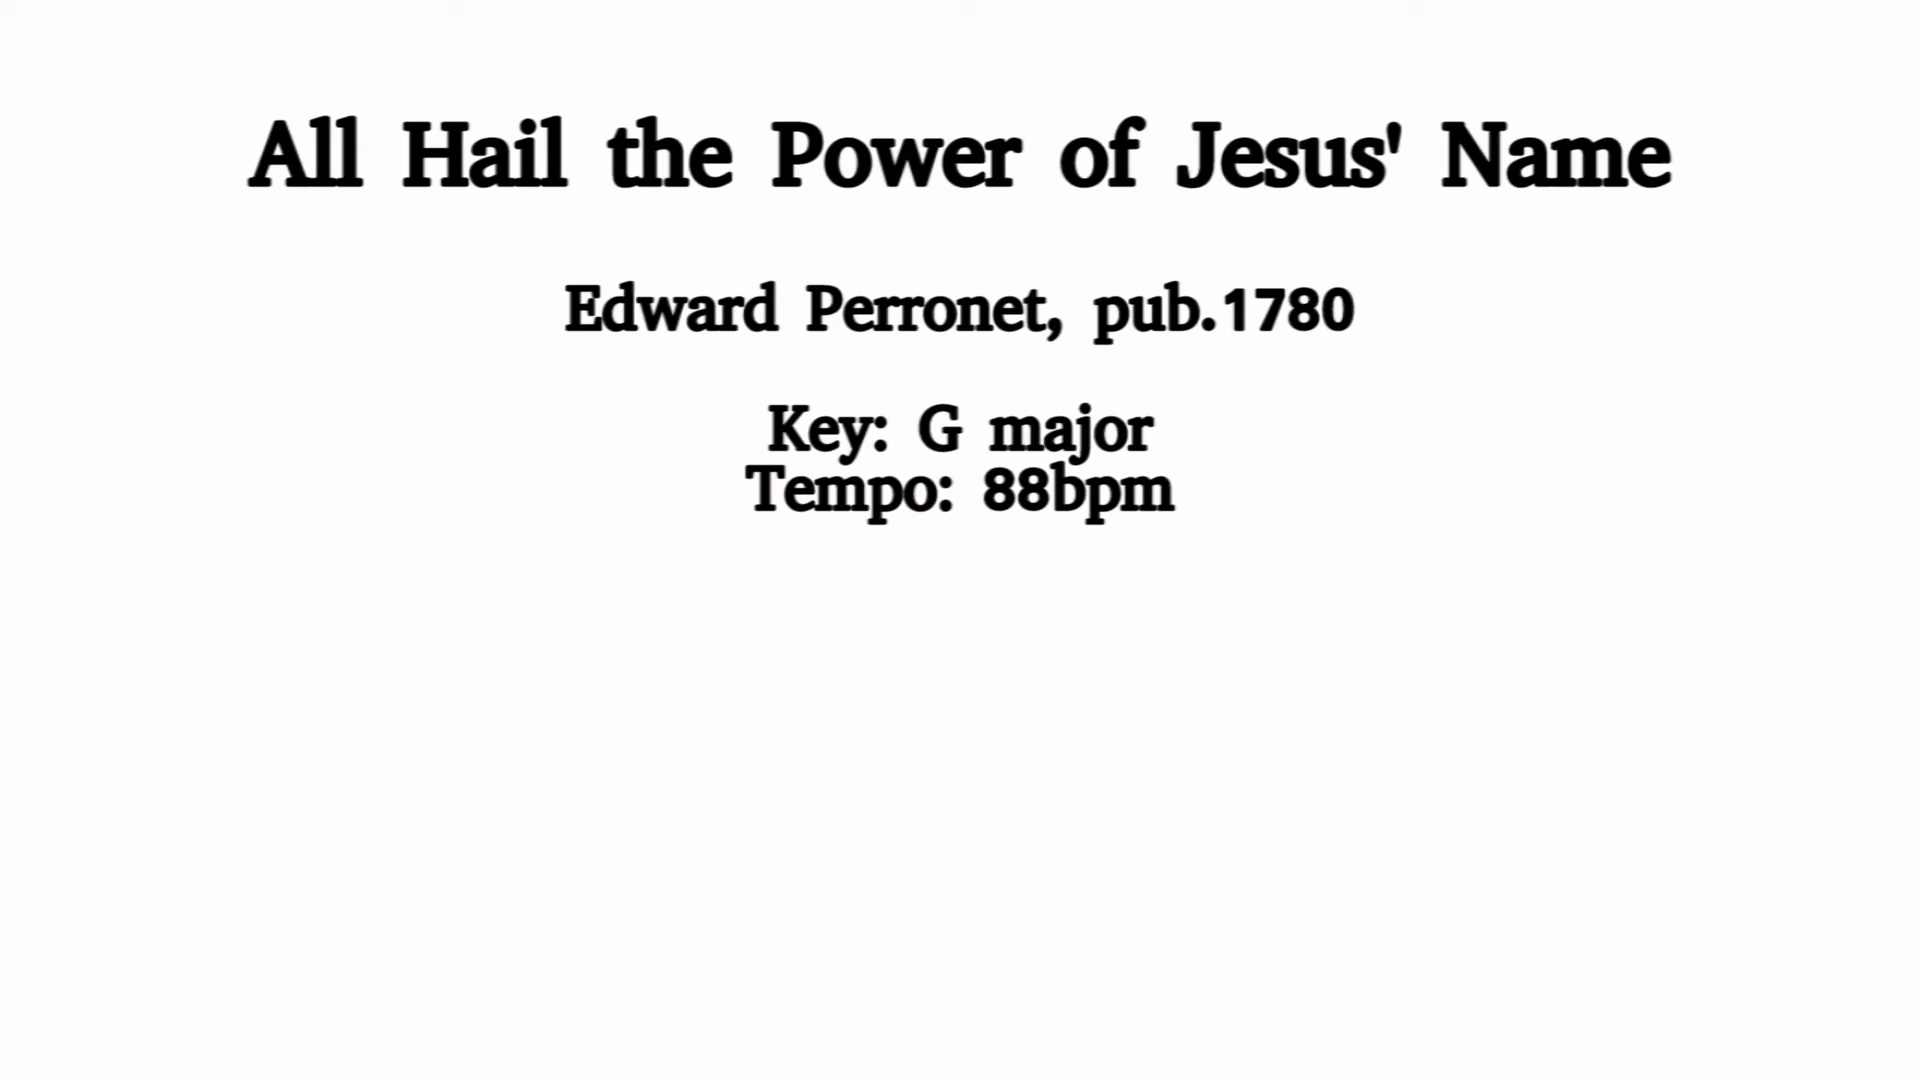 All Hail the Power of Jesus' Name
Edward Perronet, pub.1780
Key: G major
Tempo: 88bpm